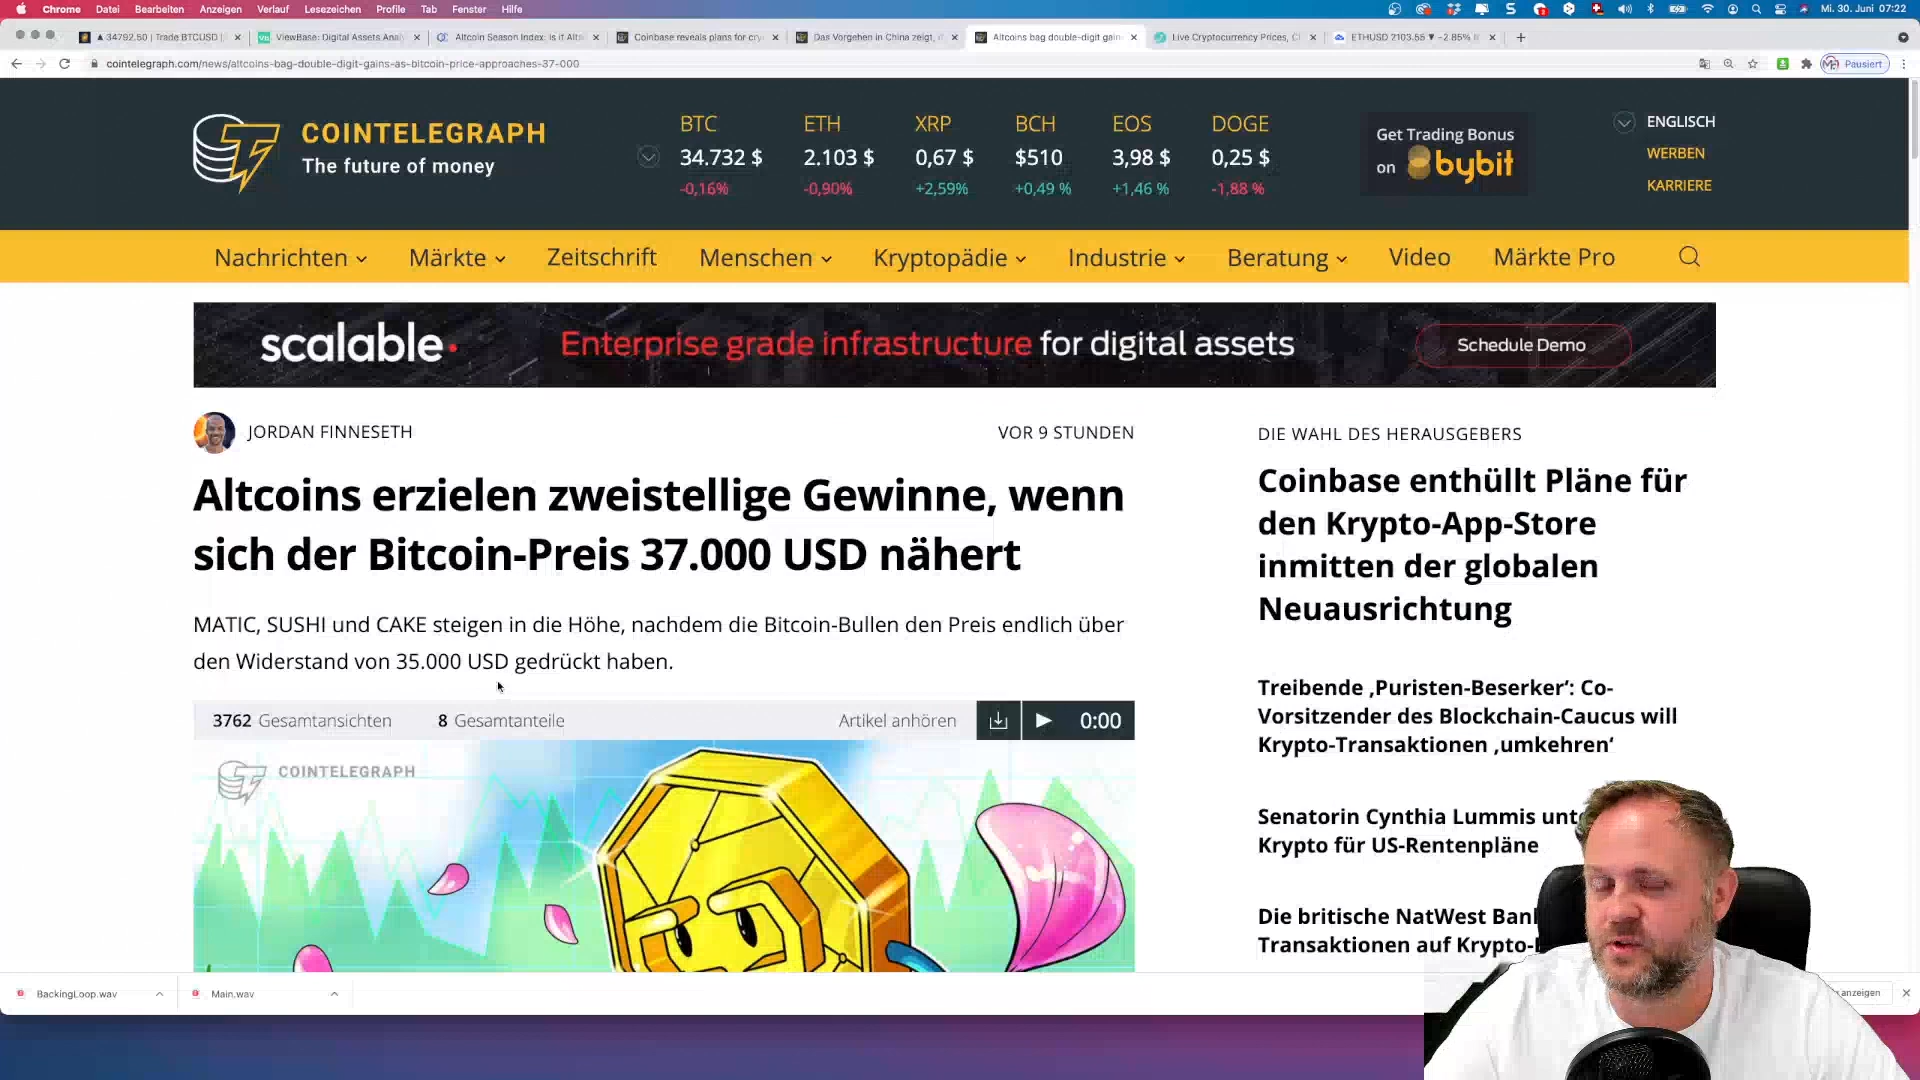 Chrome Datei Bearbeiten Anzeigen Verlauf Lesezeichen Profile Tab Fenster Hilfe
Mi. 30. Juni 07:22
▲ 34792.50 | Trade BTCUSD |
ViewBase: Digital Assets Anal
Altcoin Season Index: Is it Alts
Coinbase reveals plans for cry
Das Vorgehen in China zeigt, d
Altcoins bag double-digit gain
Live Cryptocurrency Prices, C
ETHUSD 2103.55 ▼ −2.85%
cointelegraph.com/news/altcoins-bag-double-digit-gains-as-bitcoin-price-approaches-37-000
Pausiert
COINTELEGRAPH
The future of money
BTC ETH XRP BCH EOS DOGE
34.732 $ 2.103 $ 0,67 $ $510 3,98 $ 0,25 $
-0,16% -0,90% +2,59% +0,49 % +1,46 % -1,88 %
Get Trading Bonus
on bybit
ENGLISCH
WERBEN
KARRIERE
Nachrichten Märkte Zeitschrift Menschen Kryptopädie Industrie Beratung Video Märkte Pro
scalable. Enterprise grade infrastructure for digital assets Schedule Demo
JORDAN FINNESETH VOR 9 STUNDEN
Altcoins erzielen zweistellige Gewinne, wenn
sich der Bitcoin-Preis 37.000 USD nähert
MATIC, SUSHI und CAKE steigen in die Höhe, nachdem die Bitcoin-Bullen den Preis endlich über
den Widerstand von 35.000 USD gedrückt haben.
3762 Gesamtansichten 8 Gesamtanteile Artikel anhören 0:00
COINTELEGRAPH
DIE WAHL DES HERAUSGEBERS
Coinbase enthüllt Pläne für
den Krypto-App-Store
inmitten der globalen
Neuausrichtung
Treibende ‚Puristen-Beserker‘: Co-
Vorsitzender des Blockchain-Caucus will
Krypto-Transaktionen ‚umkehren‘
Senatorin Cynthia Lummis unt
Krypto für US-Rentenpläne
Die britische NatWest Ban
Transaktionen auf Krypto-
BackingLoop.wav
Main.wav
anzeigen